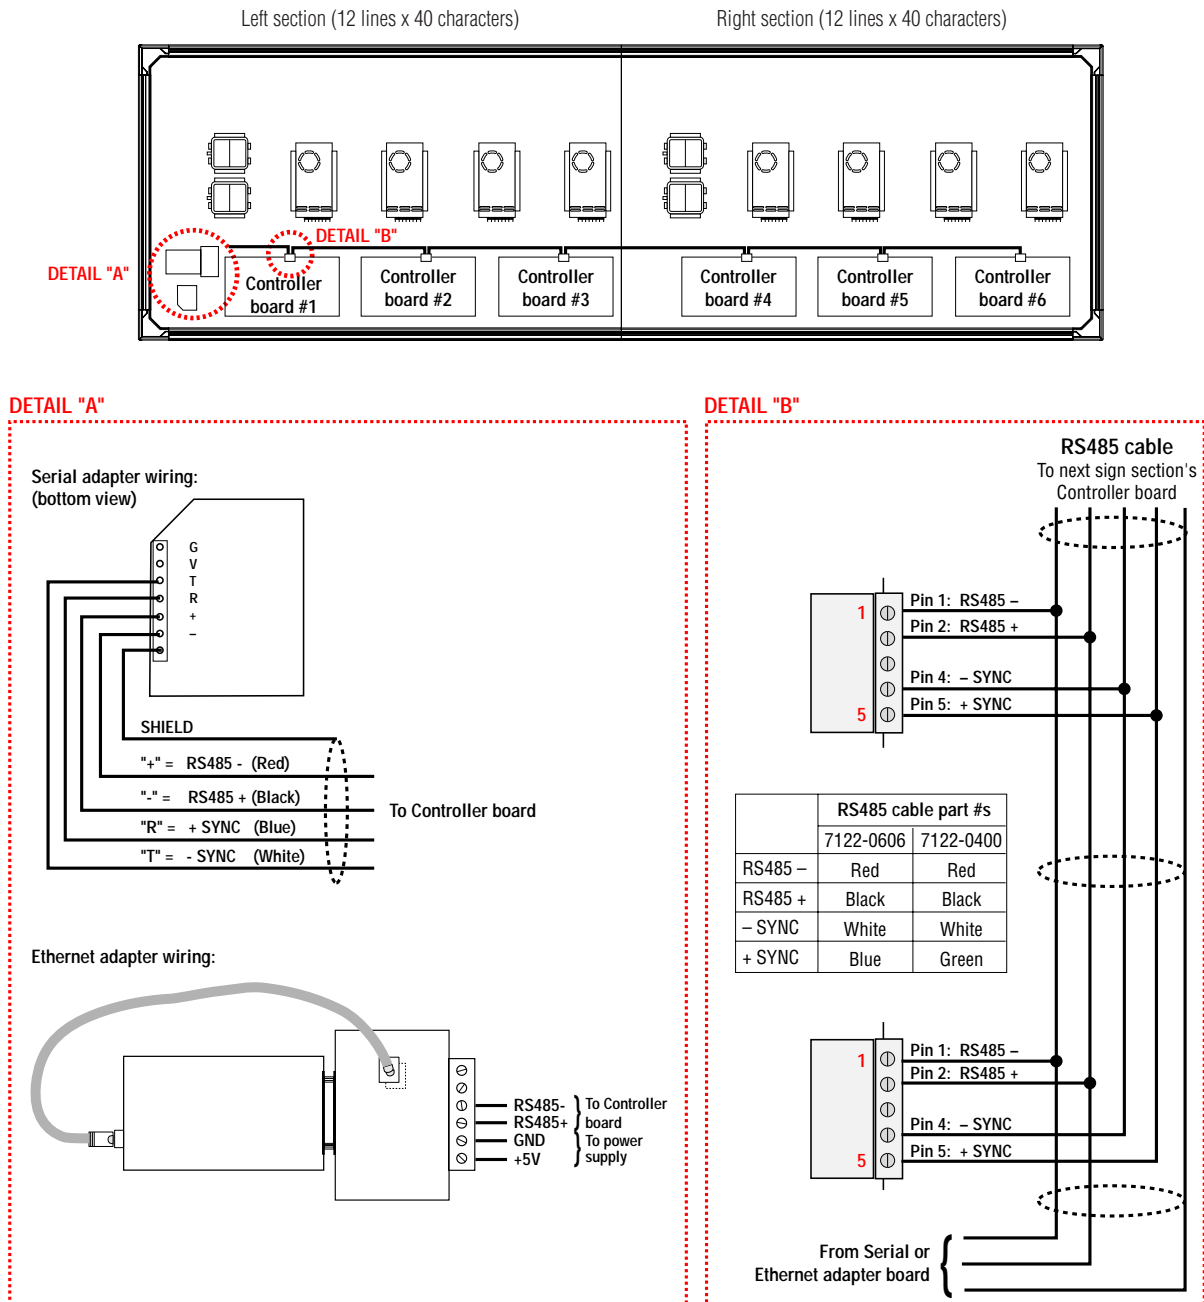 Left section (12 lines x 40 characters)
Right section (12 lines x 40 characters)
DETAIL "B"
DETAIL "A"
Controller
board #1
Controller
board #2
Controller
board #3
Controller
board #4
Controller
board #5
Controller
board #6
DETAIL "A"
Serial adapter wiring:
(bottom view)
G
V
T
R
+
–
SHIELD
"+" = RS485 - (Red)
"-" = RS485 + (Black)
"R" = + SYNC (Blue)
"T" = - SYNC (White)
To Controller board
Ethernet adapter wiring:
RS485-
RS485+
GND
+5V
To Controller
board
To power
supply
DETAIL "B"
RS485 cable
To next sign section's
Controller board
1
5
Pin 1: RS485 –
Pin 2: RS485 +
Pin 4: – SYNC
Pin 5: + SYNC
RS485 cable part #s
7122-0606 7122-0400
RS485 – Red Red
RS485 + Black Black
– SYNC White White
+ SYNC Blue Green
1
5
Pin 1: RS485 –
Pin 2: RS485 +
Pin 4: – SYNC
Pin 5: + SYNC
From Serial or
Ethernet adapter board